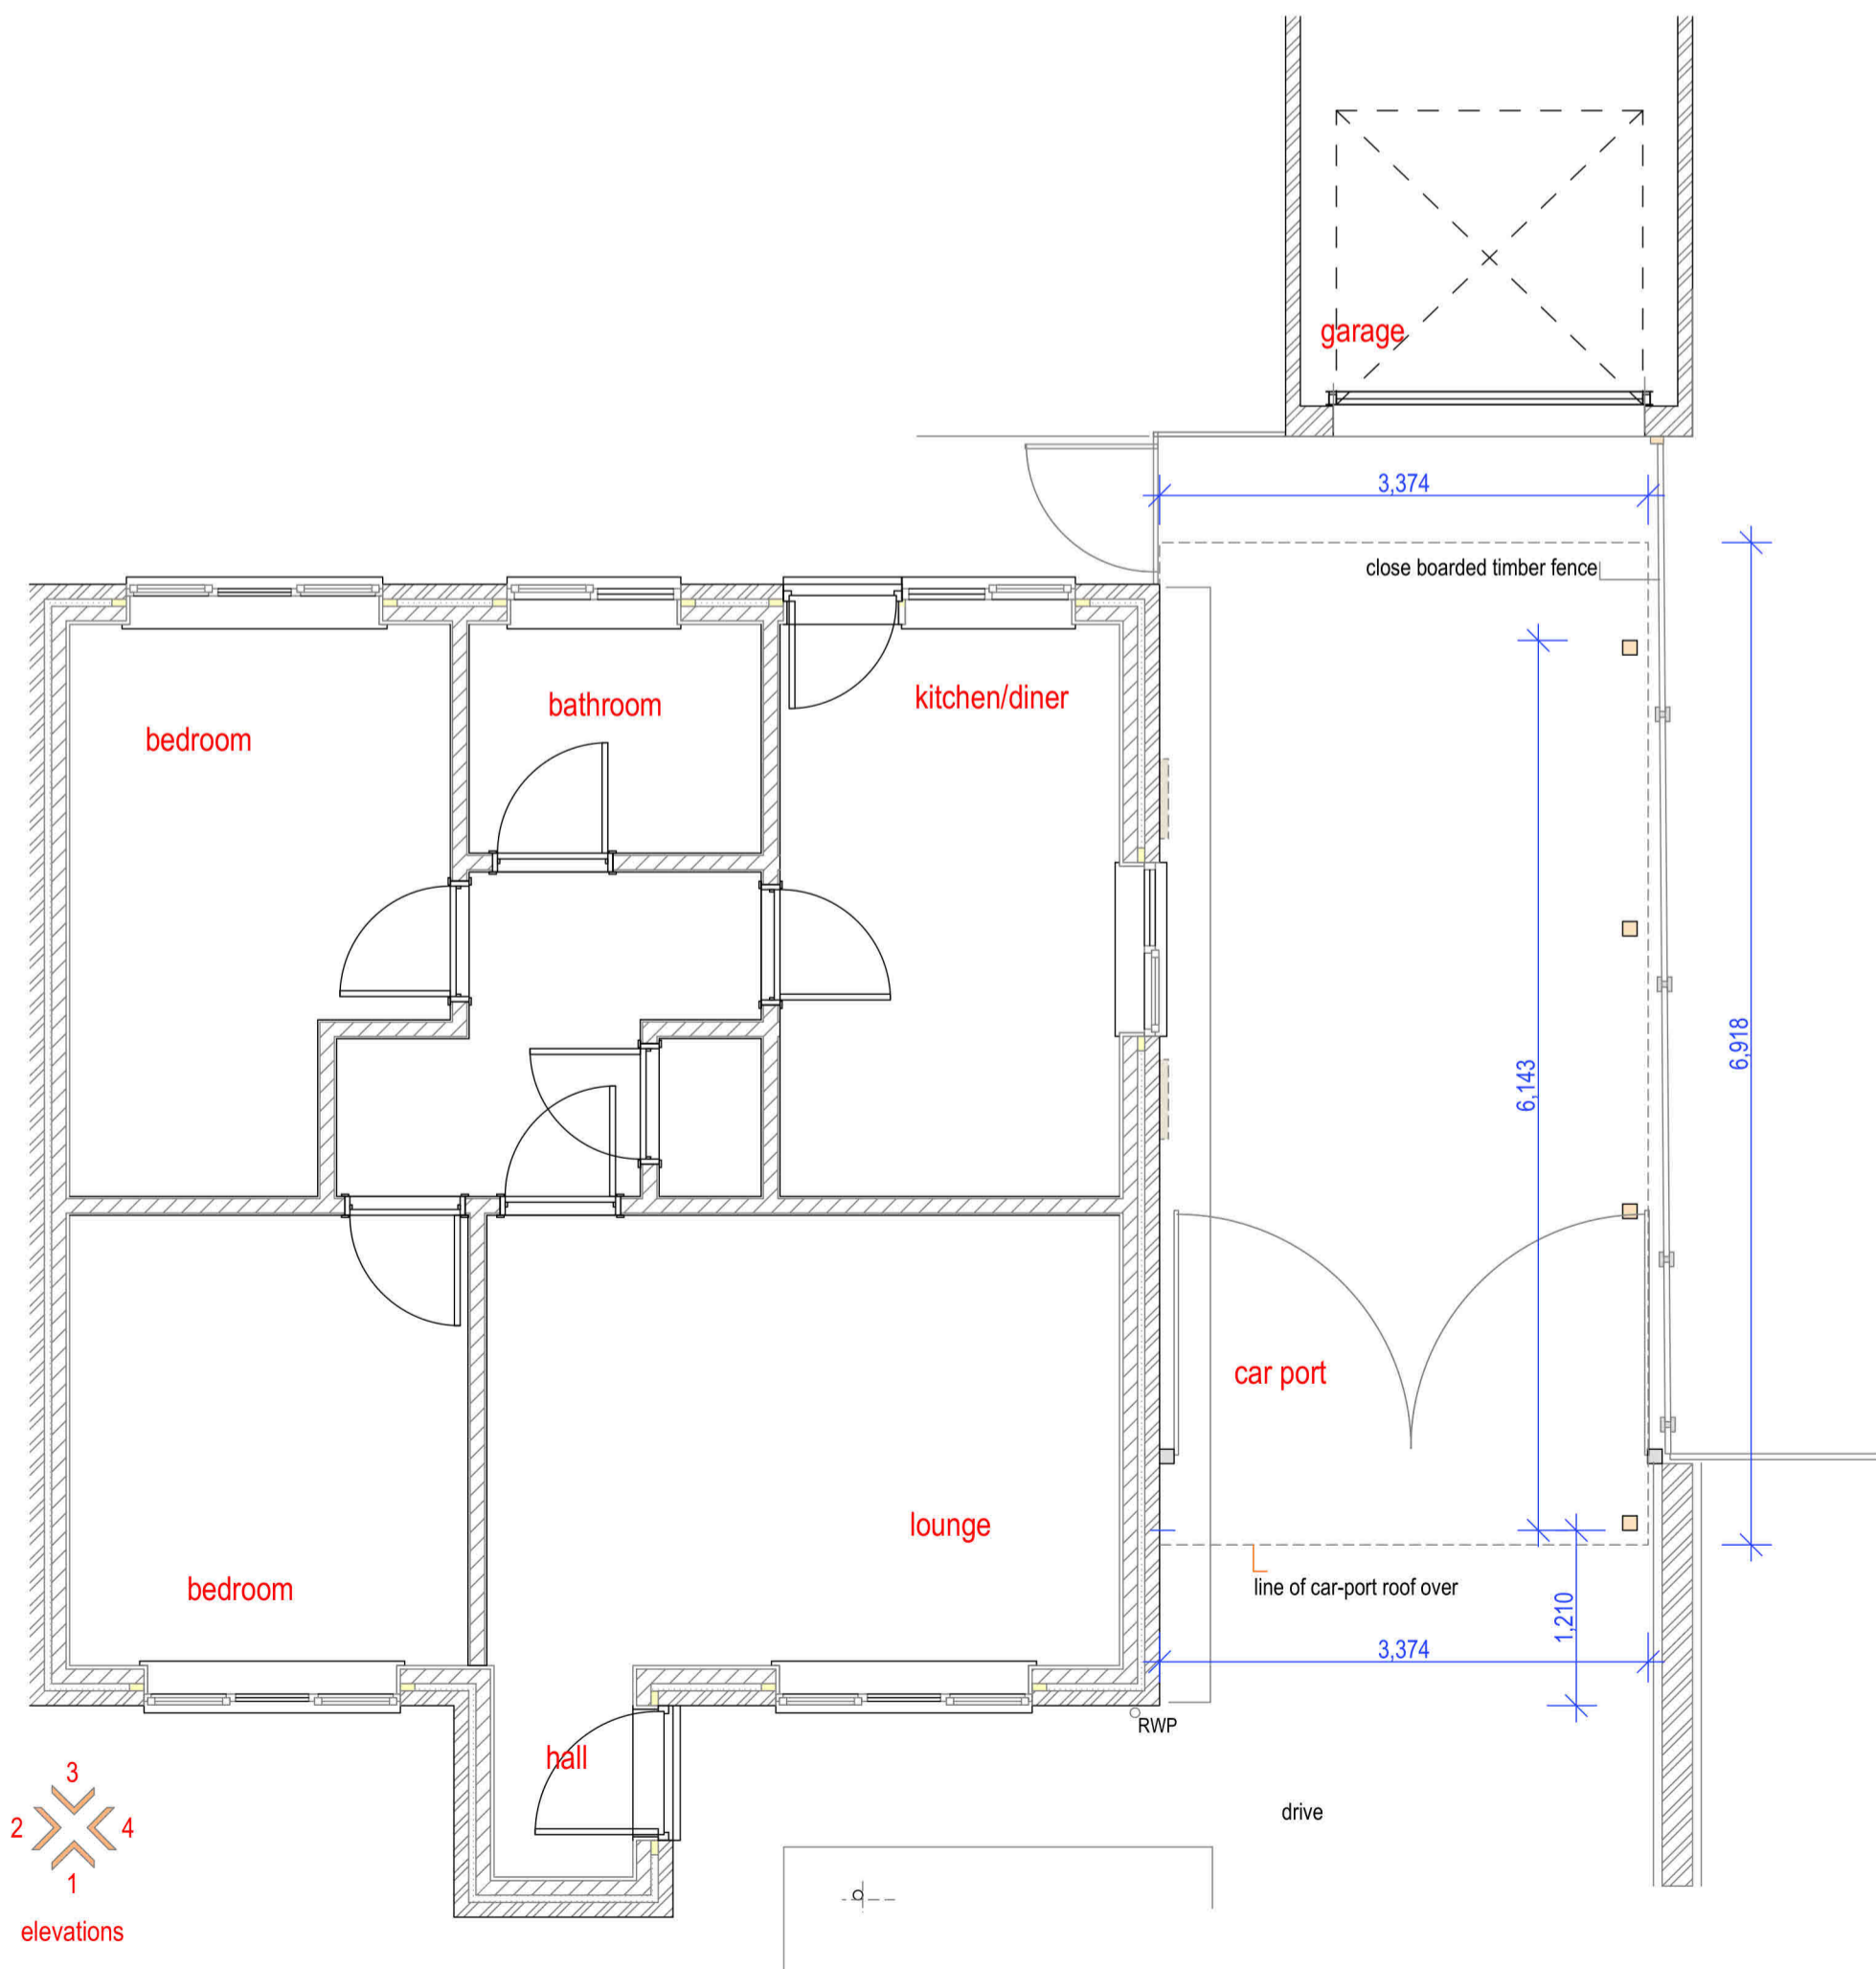 garage
3,374
close boarded timber fence
bathroom
kitchen/diner
bedroom
6,918
6,143
car port
lounge
bedroom
line of car-port roof over
1,210
3,374
RWP
hall
drive
3
2
4
1
elevations